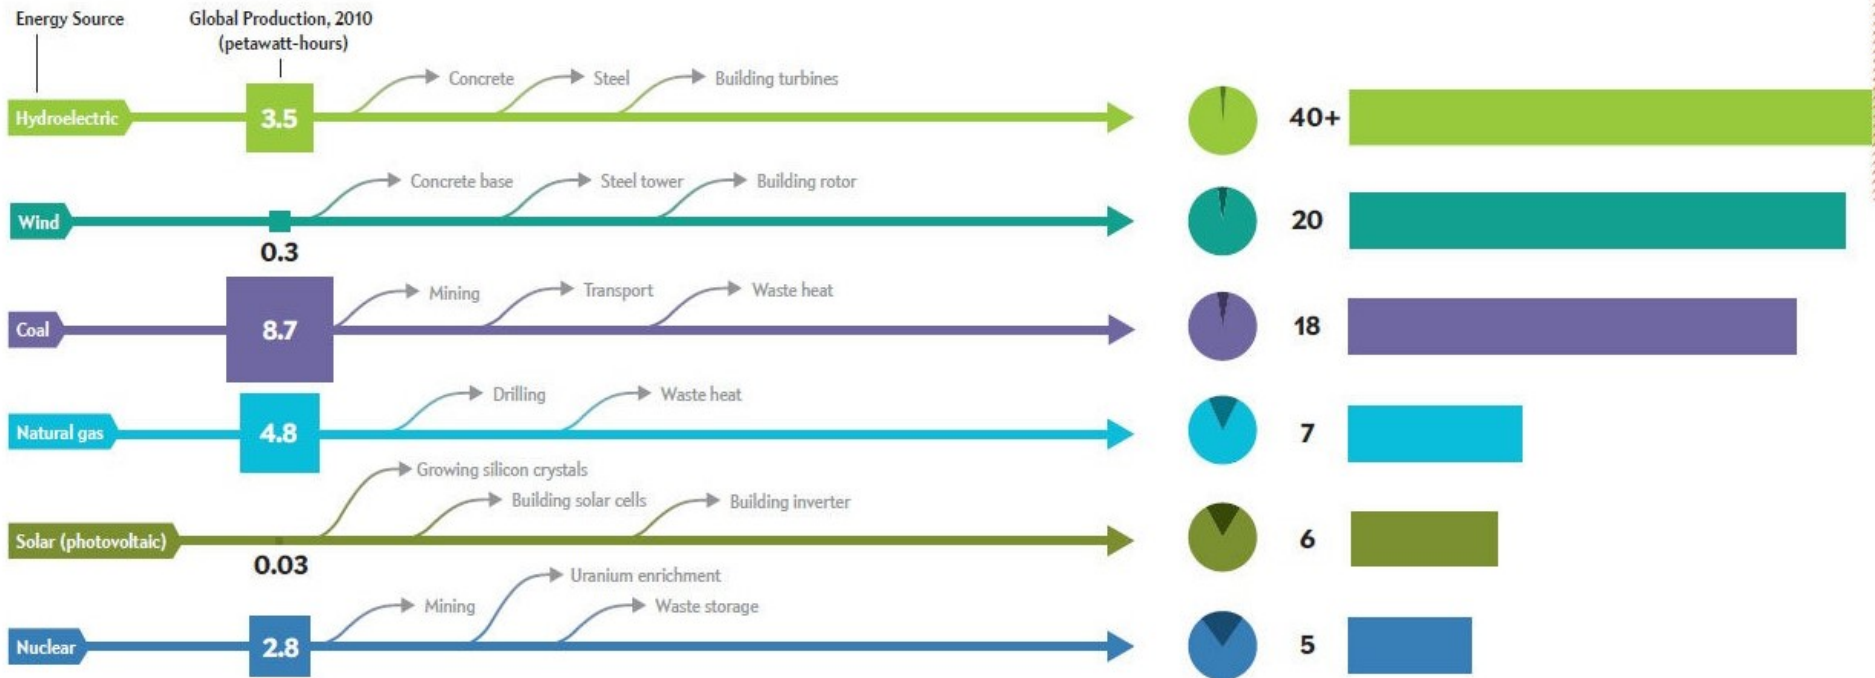 Energy Source
Global Production, 2010
(petawatt-hours)
Concrete
Steel
Building turbines
Hydroelectric
3.5
40+
Concrete base
Steel tower
Building rotor
Wind
0.3
20
Mining
Transport
Waste heat
Coal
8.7
18
Drilling
Waste heat
Natural gas
4.8
7
Growing silicon crystals
Building solar cells
Building inverter
Solar (photovoltaic)
0.03
6
Uranium enrichment
Mining
Waste storage
Nuclear
2.8
5